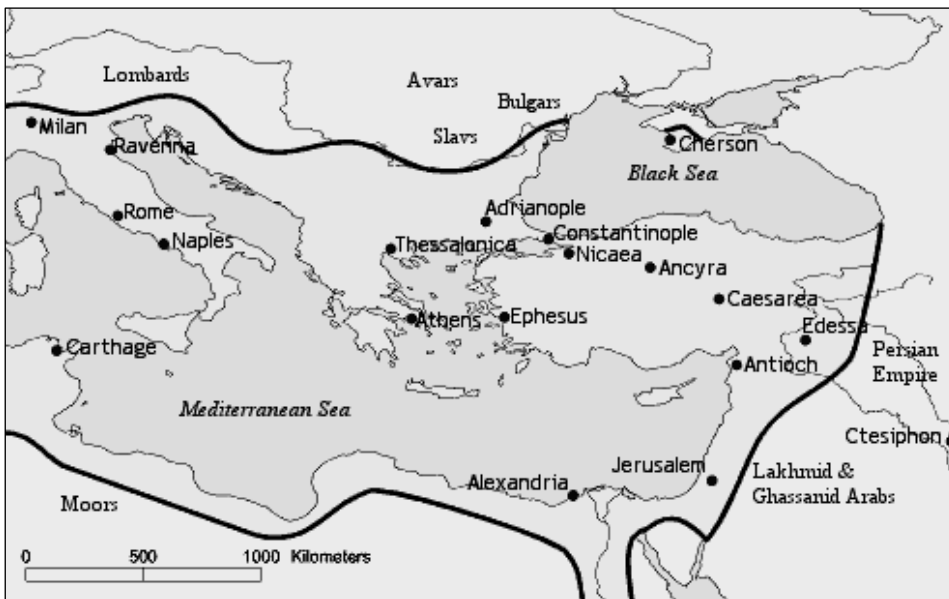 Lombards
Avars
Bulgars
Slavs
Milan
Ravenna
Cherson
Black Sea
Rome
Naples
Adrianople
Constantinople
Thessalonica
Nicaea
Ancyra
Caesarea
Athens
Ephesus
Edessa
Carthage
Antioch
Persian
Empire
Mediterranean Sea
Ctesiphon
Jerusalem
Alexandria
Lakhmid &
Ghassanid Arabs
Moors
0 500 1000 Kilometers